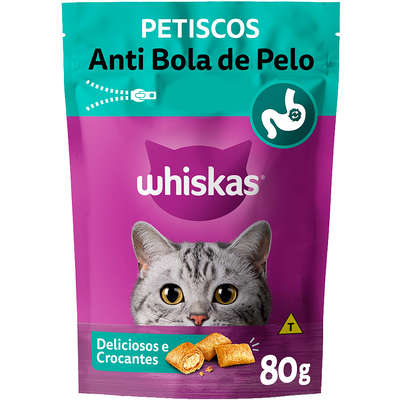 PETISCOS
Anti Bola de Pelo
whiskas®
T
Deliciosos e
Crocantes
80g